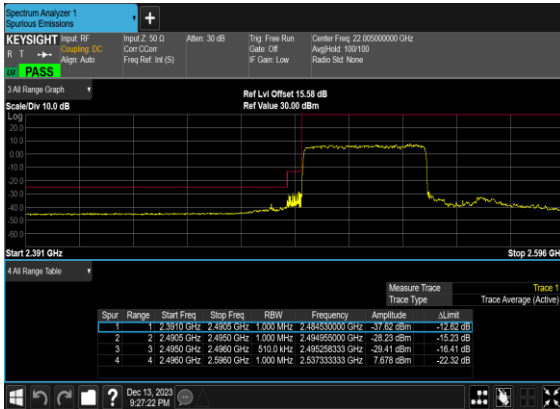 Spectrum Analyzer 1
Spurious Emissions
+
KEYSIGHT Input: RF Input Z: 50 Ω Atten: 30 dB Trig: Free Run Center Freq: 22.005000000 GHz
R T Coupling: DC Corr CCorr Gate: Off Avg|Hold: 100/100
Align: Auto Freq Ref: Int (S) IF Gain: Low Radio Std: None
LVI PASS
3 All Range Graph
Ref Lvl Offset 15.58 dB
Scale/Div 10.0 dB Ref Value 30.00 dBm
Log
20.0
10.0
0.00
-10.0
-20.0
-30.0
-40.0
-50.0
-60.0
Start 2.391 GHz Stop 2.596 GH
4 All Range Table
Measure Trace Trace 1
Trace Type Trace Average (Active)
Spur Range Start Freq Stop Freq RBW Frequency Amplitude ΔLimit
1 1 2.3910 GHz 2.4905 GHz 1.000 MHz 2.484530000 GHz -37.62 dBm -12.62 dB
2 2 2.4905 GHz 2.4950 GHz 1.000 MHz 2.494955000 GHz -28.23 dBm -15.23 dB
3 3 2.4950 GHz 2.4960 GHz 510.0 kHz 2.495258333 GHz -29.41 dBm -16.41 dB
4 4 2.4960 GHz 2.5960 GHz 1.000 MHz 2.537333333 GHz 7.678 dBm -22.32 dB
? Dec 13, 2023
9:27:22 PM